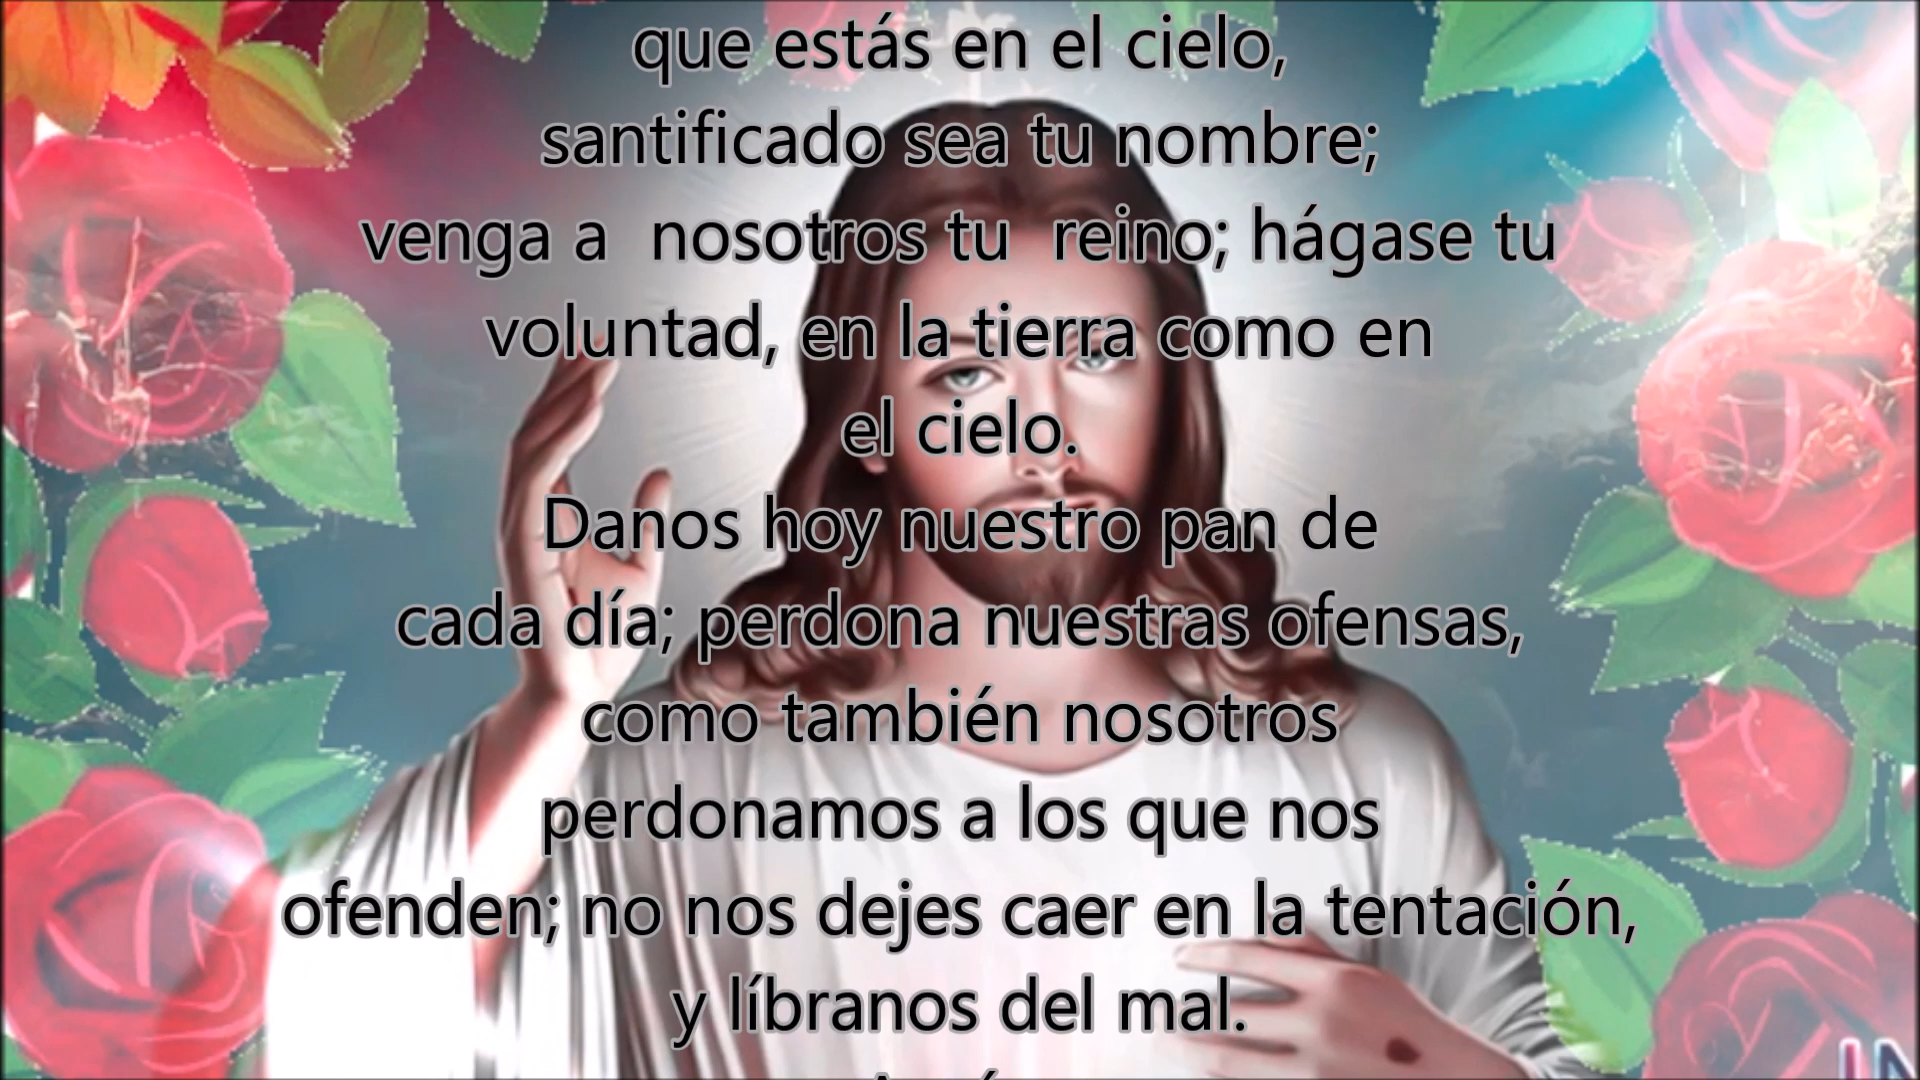 que estás en el cielo,
santificado sea tu nombre;
venga a  nosotros tu  reino; hágase tu
voluntad, en la tierra como en
el cielo.
Danos hoy nuestro pan de
cada día; perdona nuestras ofensas,
como también nosotros
perdonamos a los que nos
ofenden; no nos dejes caer en la tentación,
y líbranos del mal.